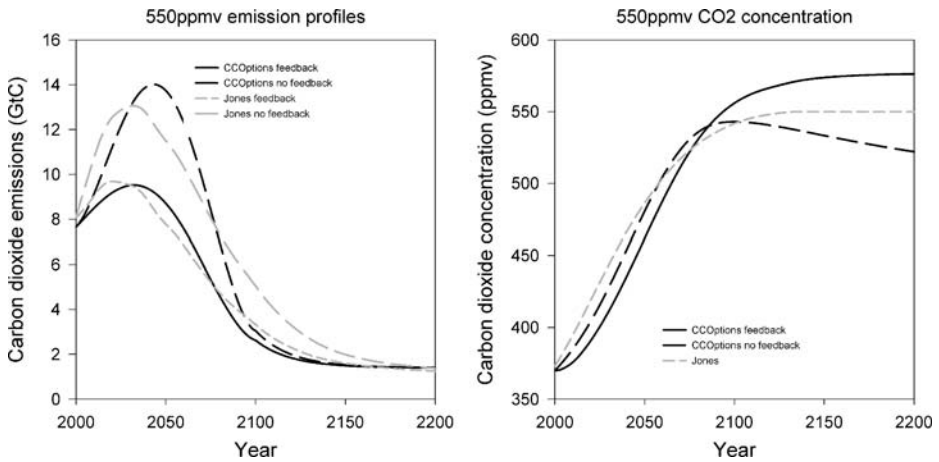 550ppmv emission profiles
Carbon dioxide emissions (GtC)
16
14
12
10
8
6
4
2
0
CCOptions feedback
CCOptions no feedback
Jones feedback
Jones no feedback
2000 2050 2100 2150 2200
Year
550ppmv CO2 concentration
Carbon dioxide concentration (ppmv)
600
550
500
450
400
350
CCOptions feedback
CCOptions no feedback
Jones
2000 2050 2100 2150 2200
Year